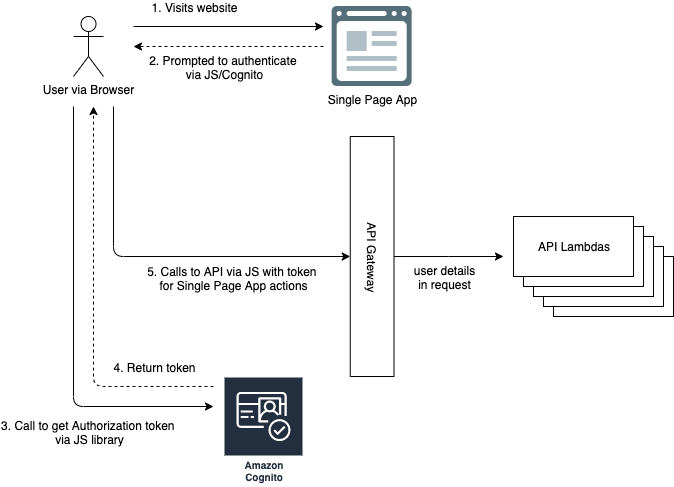 1. Visits website
2. Prompted to authenticate
via JS/Cognito
User via Browser
Single Page App
API Gateway
API Lambdas
5. Calls to API via JS with token
for Single Page App actions
user details
in request
4. Return token
3. Call to get Authorization token
via JS library
Amazon
Cognito